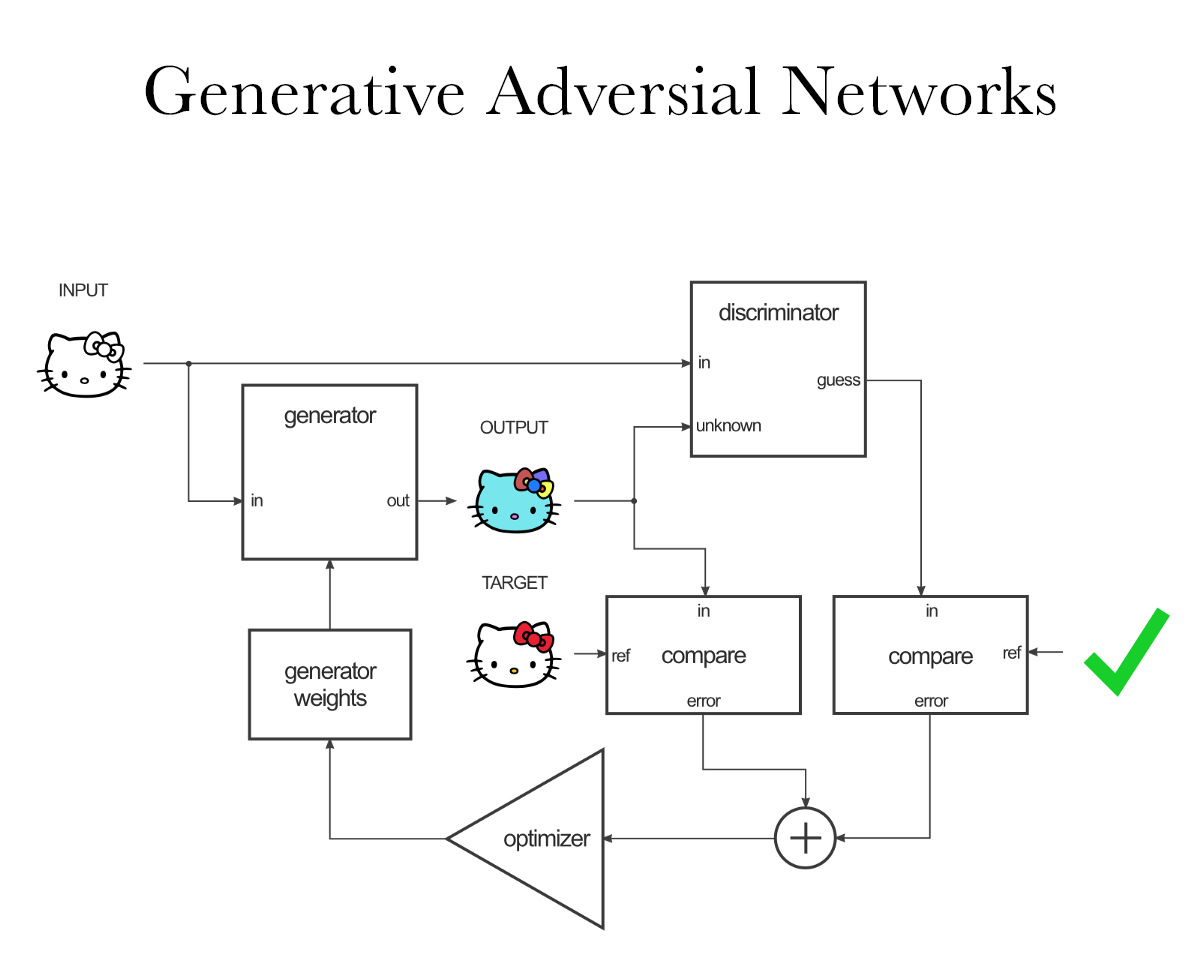 Generative Adversial Networks
INPUT
discriminator
in
guess
unknown
generator
in
out
OUTPUT
TARGET
in
ref
compare
error
in
compare
ref
error
generator
weights
optimizer